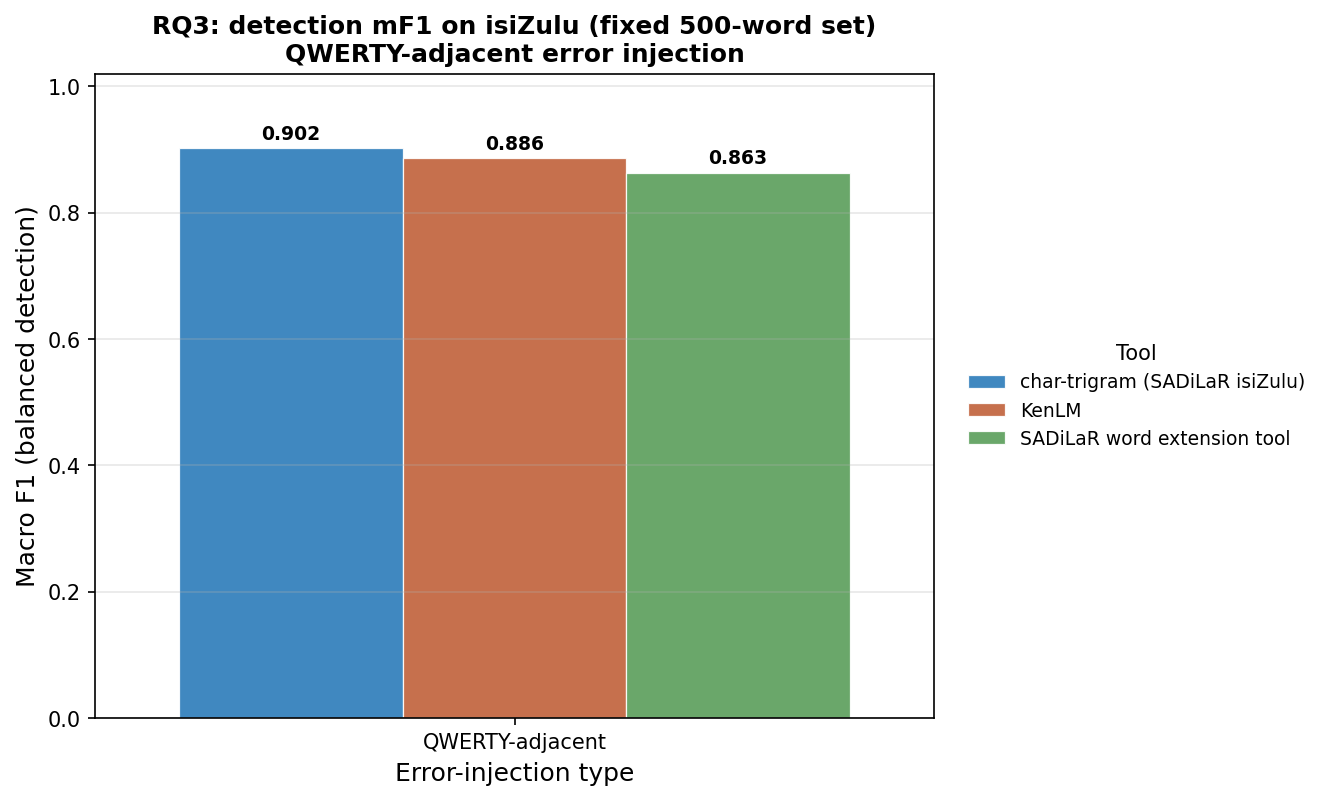 RQ3: detection mF1 on isiZulu (fixed 500-word set)
QWERTY-adjacent error injection
Macro F1 (balanced detection)
1.0
0.8
0.6
0.4
0.2
0.0
0.902
0.886
0.863
QWERTY-adjacent
Error-injection type
Tool
char-trigram (SADiLaR isiZulu)
KenLM
SADiLaR word extension tool